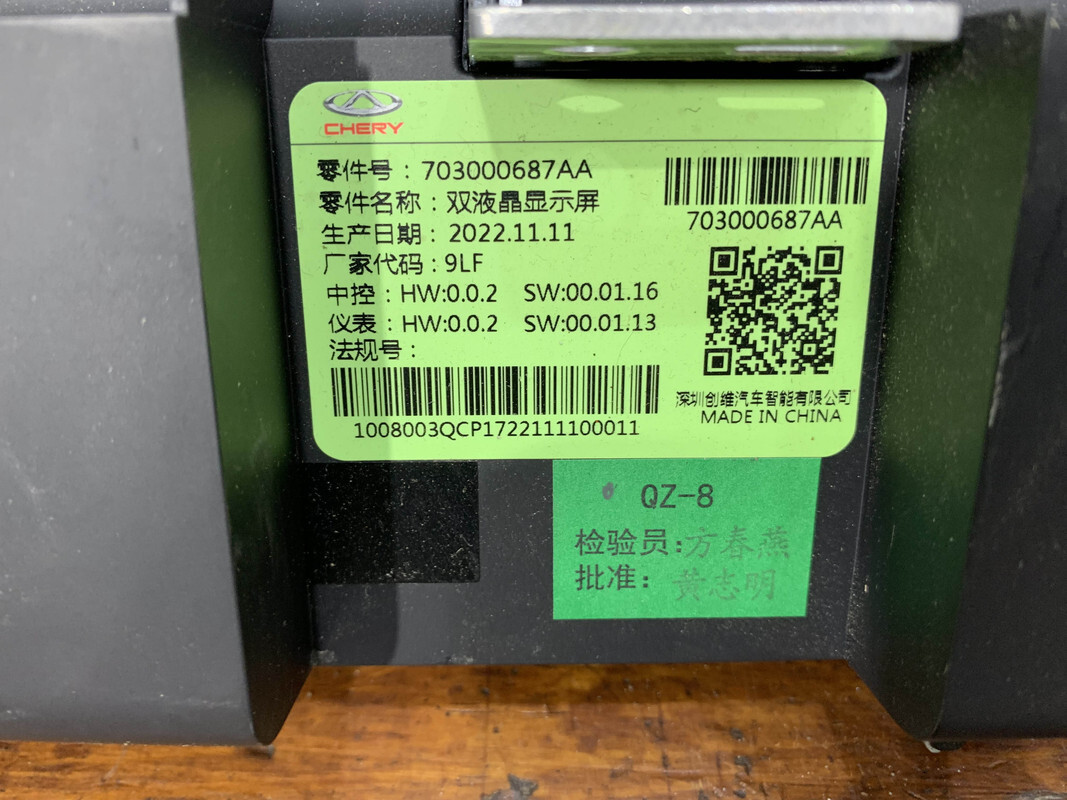 CHERY
零件号：703000687AA
零件名称：双液晶显示屏
生产日期：2022.11.11
厂家代码：9LF
中控：HW:0.0.2 SW:00.01.16
仪表：HW:0.0.2 SW:00.01.13
法规号：
1008003QCP1722111100011
703000687AA
深圳创维汽车智能有限公司
MADE IN CHINA
QZ-8
检验员：方春燕
批准：黄志明